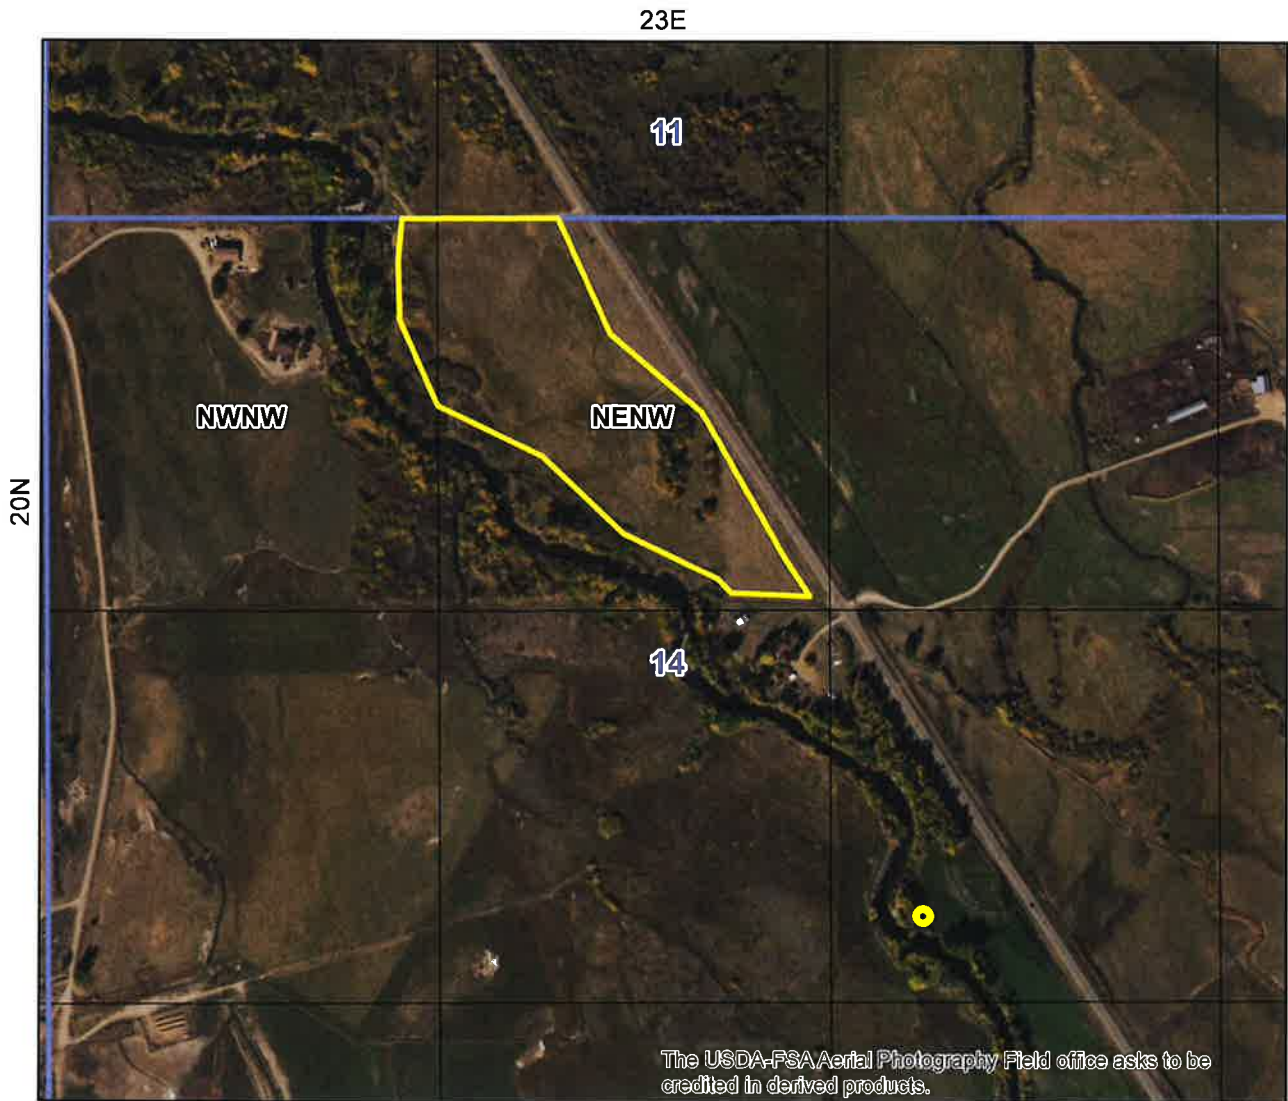 23E
11
NWNW
NENW
20N
14
The USDA-FSA Aerial Photography Field office asks to be
credited in derived products.